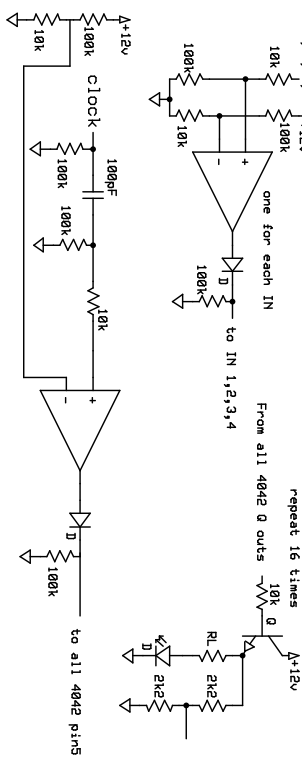 one for each IN
10k
100k
100k
10k
+
-
D
100k
to IN 1,2,3,4
repeat 16 times
From all 4042 Q outs
10k
Q
+12v
RL
D
2k2
2k2
+12v
100k
10k
clock
100k
100pF
100k
10k
+
-
D
100k
to all 4042 pin5